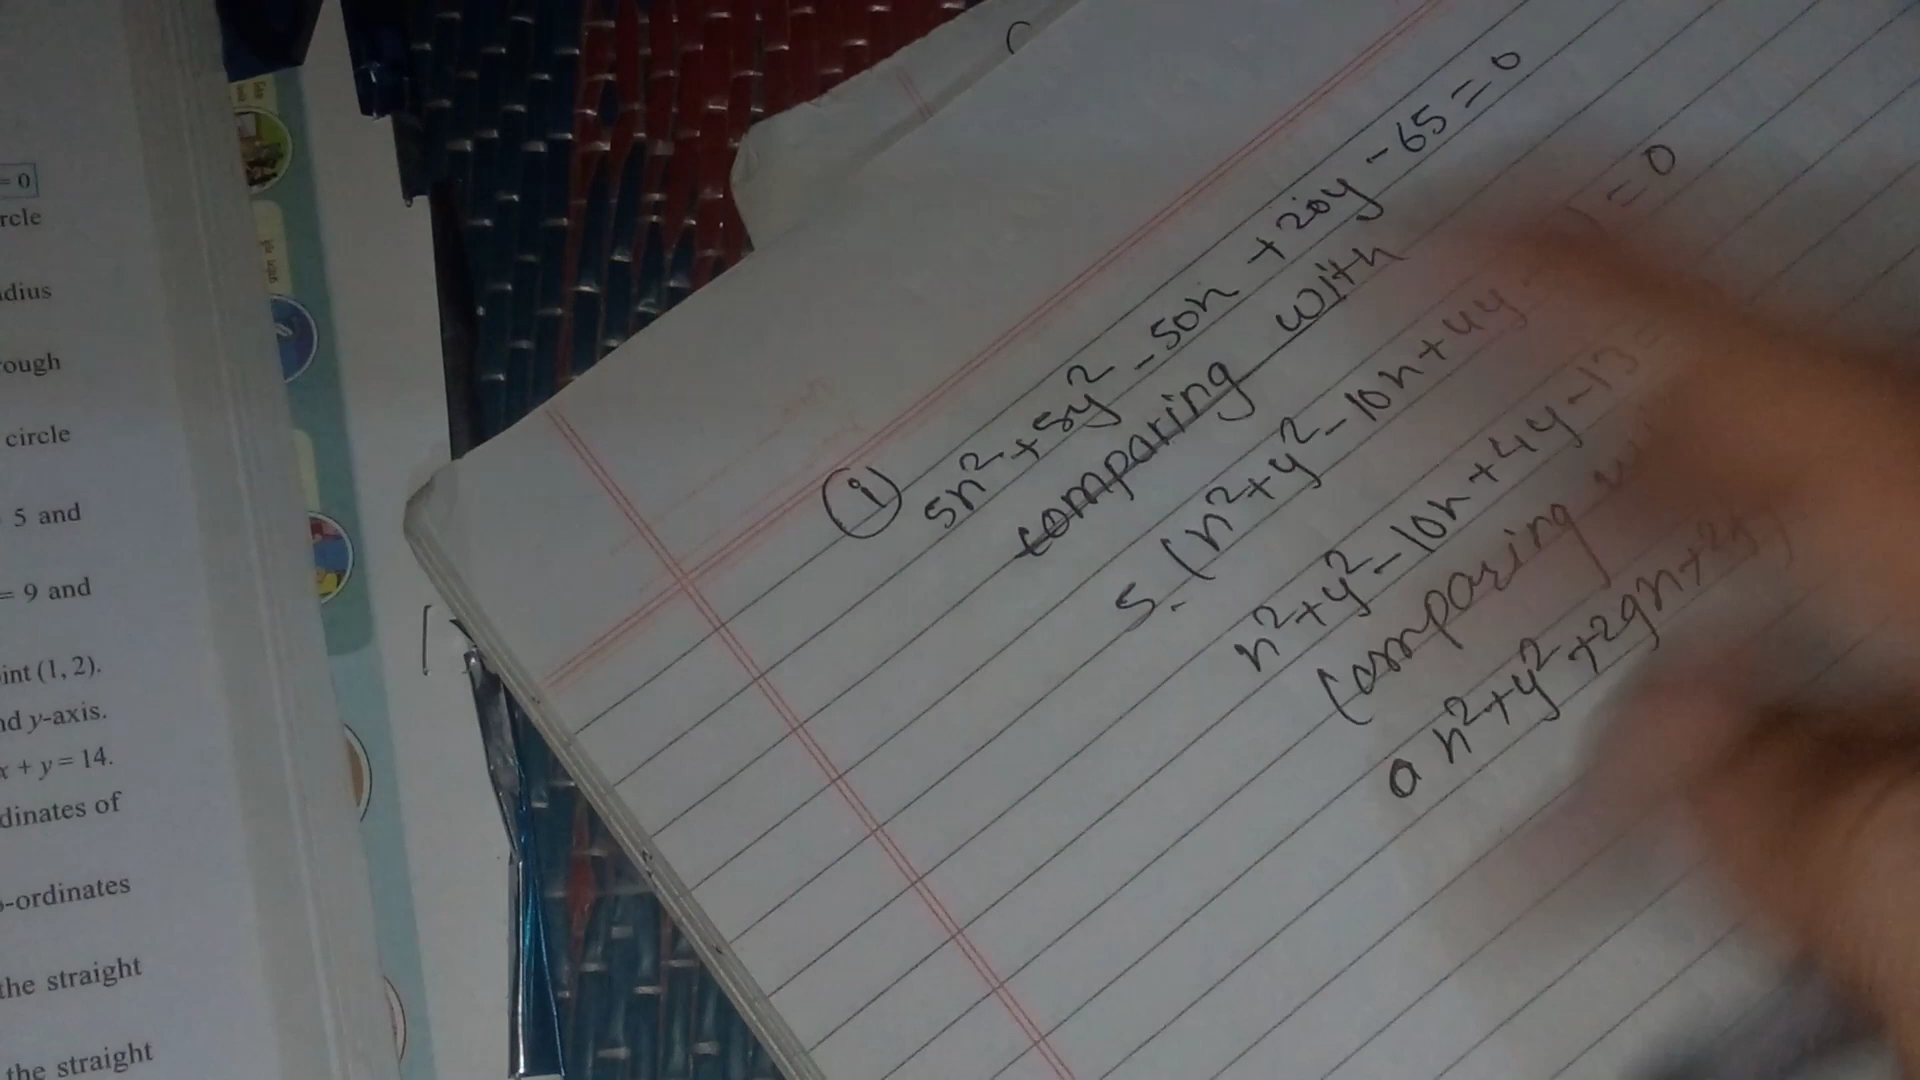 = 0
rcle
dius
rough
circle
5 and
= 9 and
int (1, 2).
nd y-axis.
x + y = 14.
dinates of
o-ordinates
the straight
the straight
(i) 5x²+5y²-50x+20y-65=0
comparing with
5.(x²+y²-10x+4y = 0
x²+y²-10x+4y-13=
Comparing
x²+y²+2gx+2